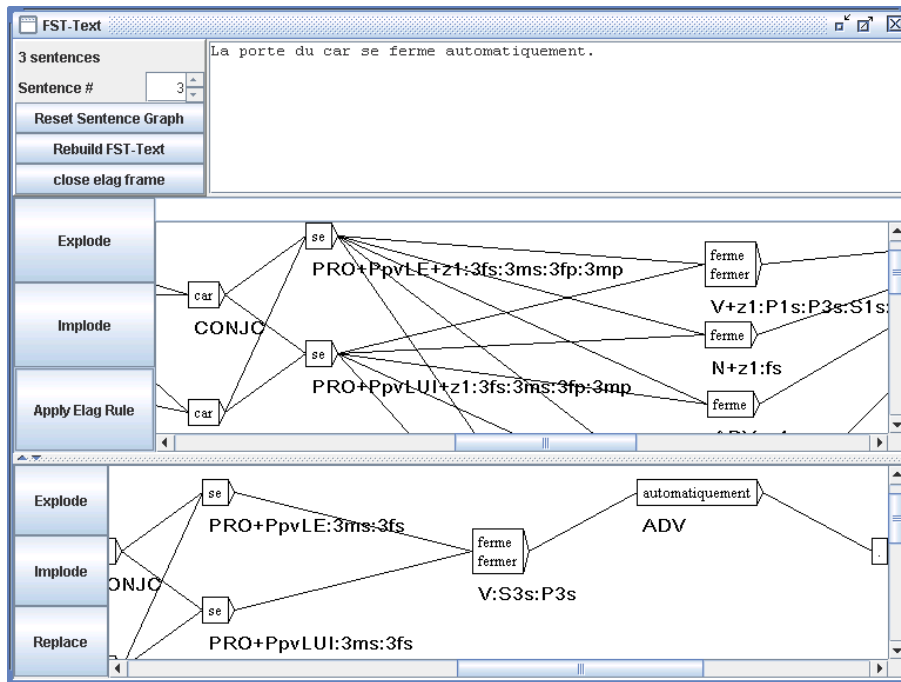 FST-Text
3 sentences
Sentence #
3
Reset Sentence Graph
Rebuild FST-Text
close elag frame
La porte du car se ferme automatiquement.
Explode
Implode
Apply Elag Rule
se
PRO+PpvLE+z1:3fs:3ms:3fp:3mp
ferme
fermer
V+z1:P1s:P3s:S1s:
car
CONJC
se
PRO+PpvLUI+z1:3fs:3ms:3fp:3mp
ferme
N+z1:fs
car
ferme
Explode
Implode
Replace
se
PRO+PpvLE:3ms:3fs
automatiquement
ADV
ferme
fermer
V:S3s:P3s
.
ONJC
se
PRO+PpvLUI:3ms:3fs